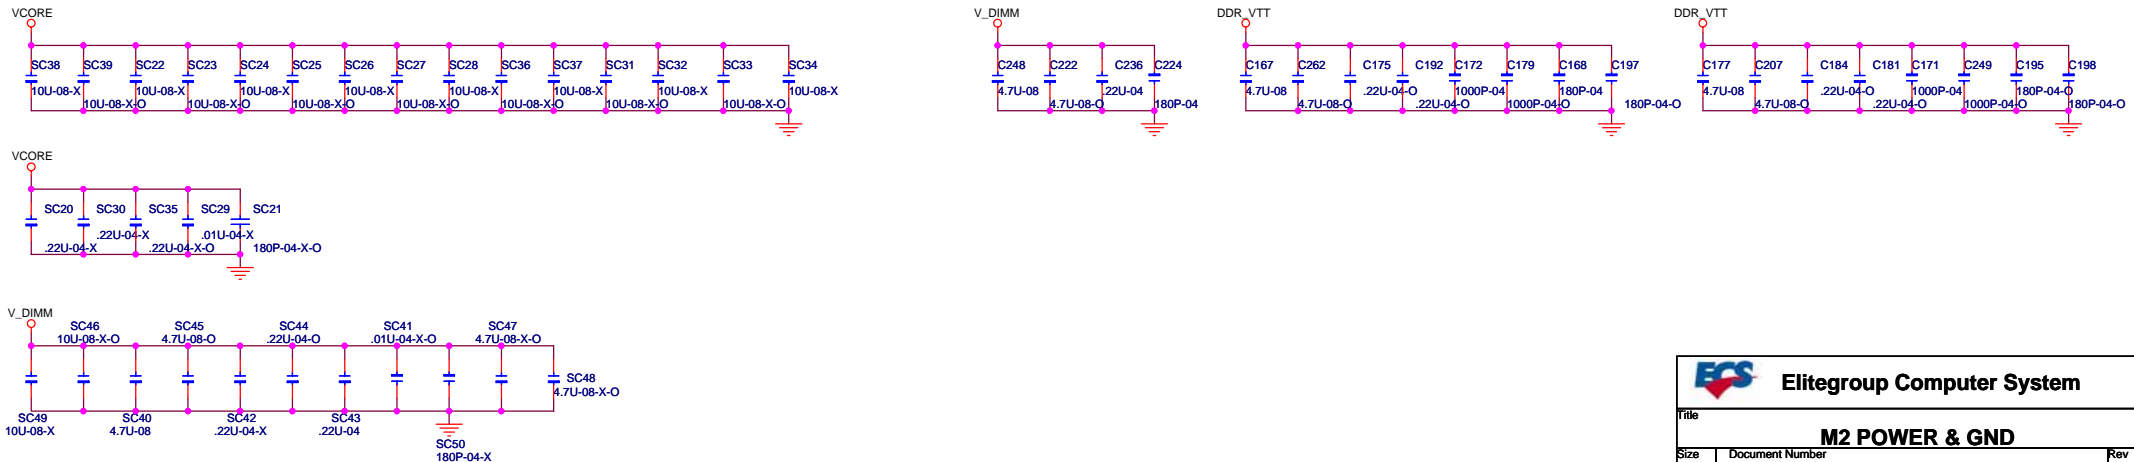 VCORE
V_DIMM
DDR_VTT
DDR_VTT
SC38 SC39 SC22 SC23 SC24 SC25 SC26 SC27 SC28 SC36 SC37 SC31 SC32 SC33 SC34
C248 C222 C236 C224
C167 C262 C175 C192 C172 C179 C168 C197
C177 C207 C184 C181 C171 C249 C195 C198
10U-08-X 10U-08-X 10U-08-X 10U-08-X 10U-08-X 10U-08-X 10U-08-X 10U-08-X
4.7U-08 .22U-04
4.7U-08 .22U-04-O 1000P-04 180P-04
4.7U-08 .22U-04-O 1000P-04 180P-04-O
10U-08-X-O 10U-08-X-O 10U-08-X-O 10U-08-X-O 10U-08-X-O 10U-08-X-O 10U-08-X-O
4.7U-08-O 180P-04
4.7U-08-O .22U-04-O 1000P-04-O 180P-04-O
4.7U-08-O .22U-04-O 1000P-04-O 180P-04-O
VCORE
SC20 SC30 SC35 SC29 SC21
.22U-04-X .01U-04-X
.22U-04-X .22U-04-X-O 180P-04-X-O
V_DIMM
SC46 SC45 SC44 SC41 SC47
10U-08-X-O 4.7U-08-O .22U-04-O .01U-04-X-O 4.7U-08-X-O
SC48
4.7U-08-X-O
SC49 SC40 SC42 SC43
10U-08-X 4.7U-08 .22U-04-X .22U-04
SC50
180P-04-X
ECS Elitegroup Computer System
Title
M2 POWER & GND
Size Document Number Rev